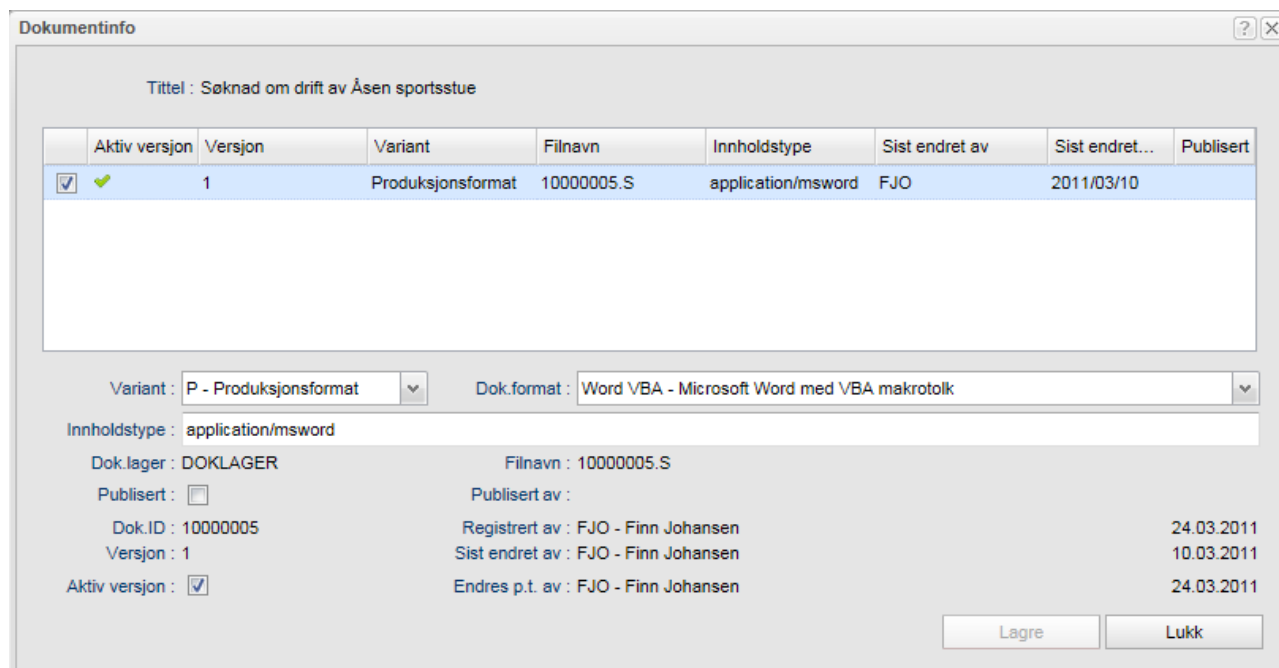 Dokumentinfo
Tittel : Søknad om drift av Åsen sportsstue
Aktiv versjon Versjon Variant Filnavn Innholdstype Sist endret av Sist endret... Publisert
1 Produksjonsformat 10000005.S application/msword FJO 2011/03/10
Variant : P - Produksjonsformat Dok.format : Word VBA - Microsoft Word med VBA makrotolk
Innholdstype : application/msword
Dok.lager : DOKLAGER Filnavn : 10000005.S
Publisert : Publisert av :
Dok.ID : 10000005 Registrert av : FJO - Finn Johansen 24.03.2011
Versjon : 1 Sist endret av : FJO - Finn Johansen 10.03.2011
Aktiv versjon : Endres p.t. av : FJO - Finn Johansen 24.03.2011
Lagre Lukk